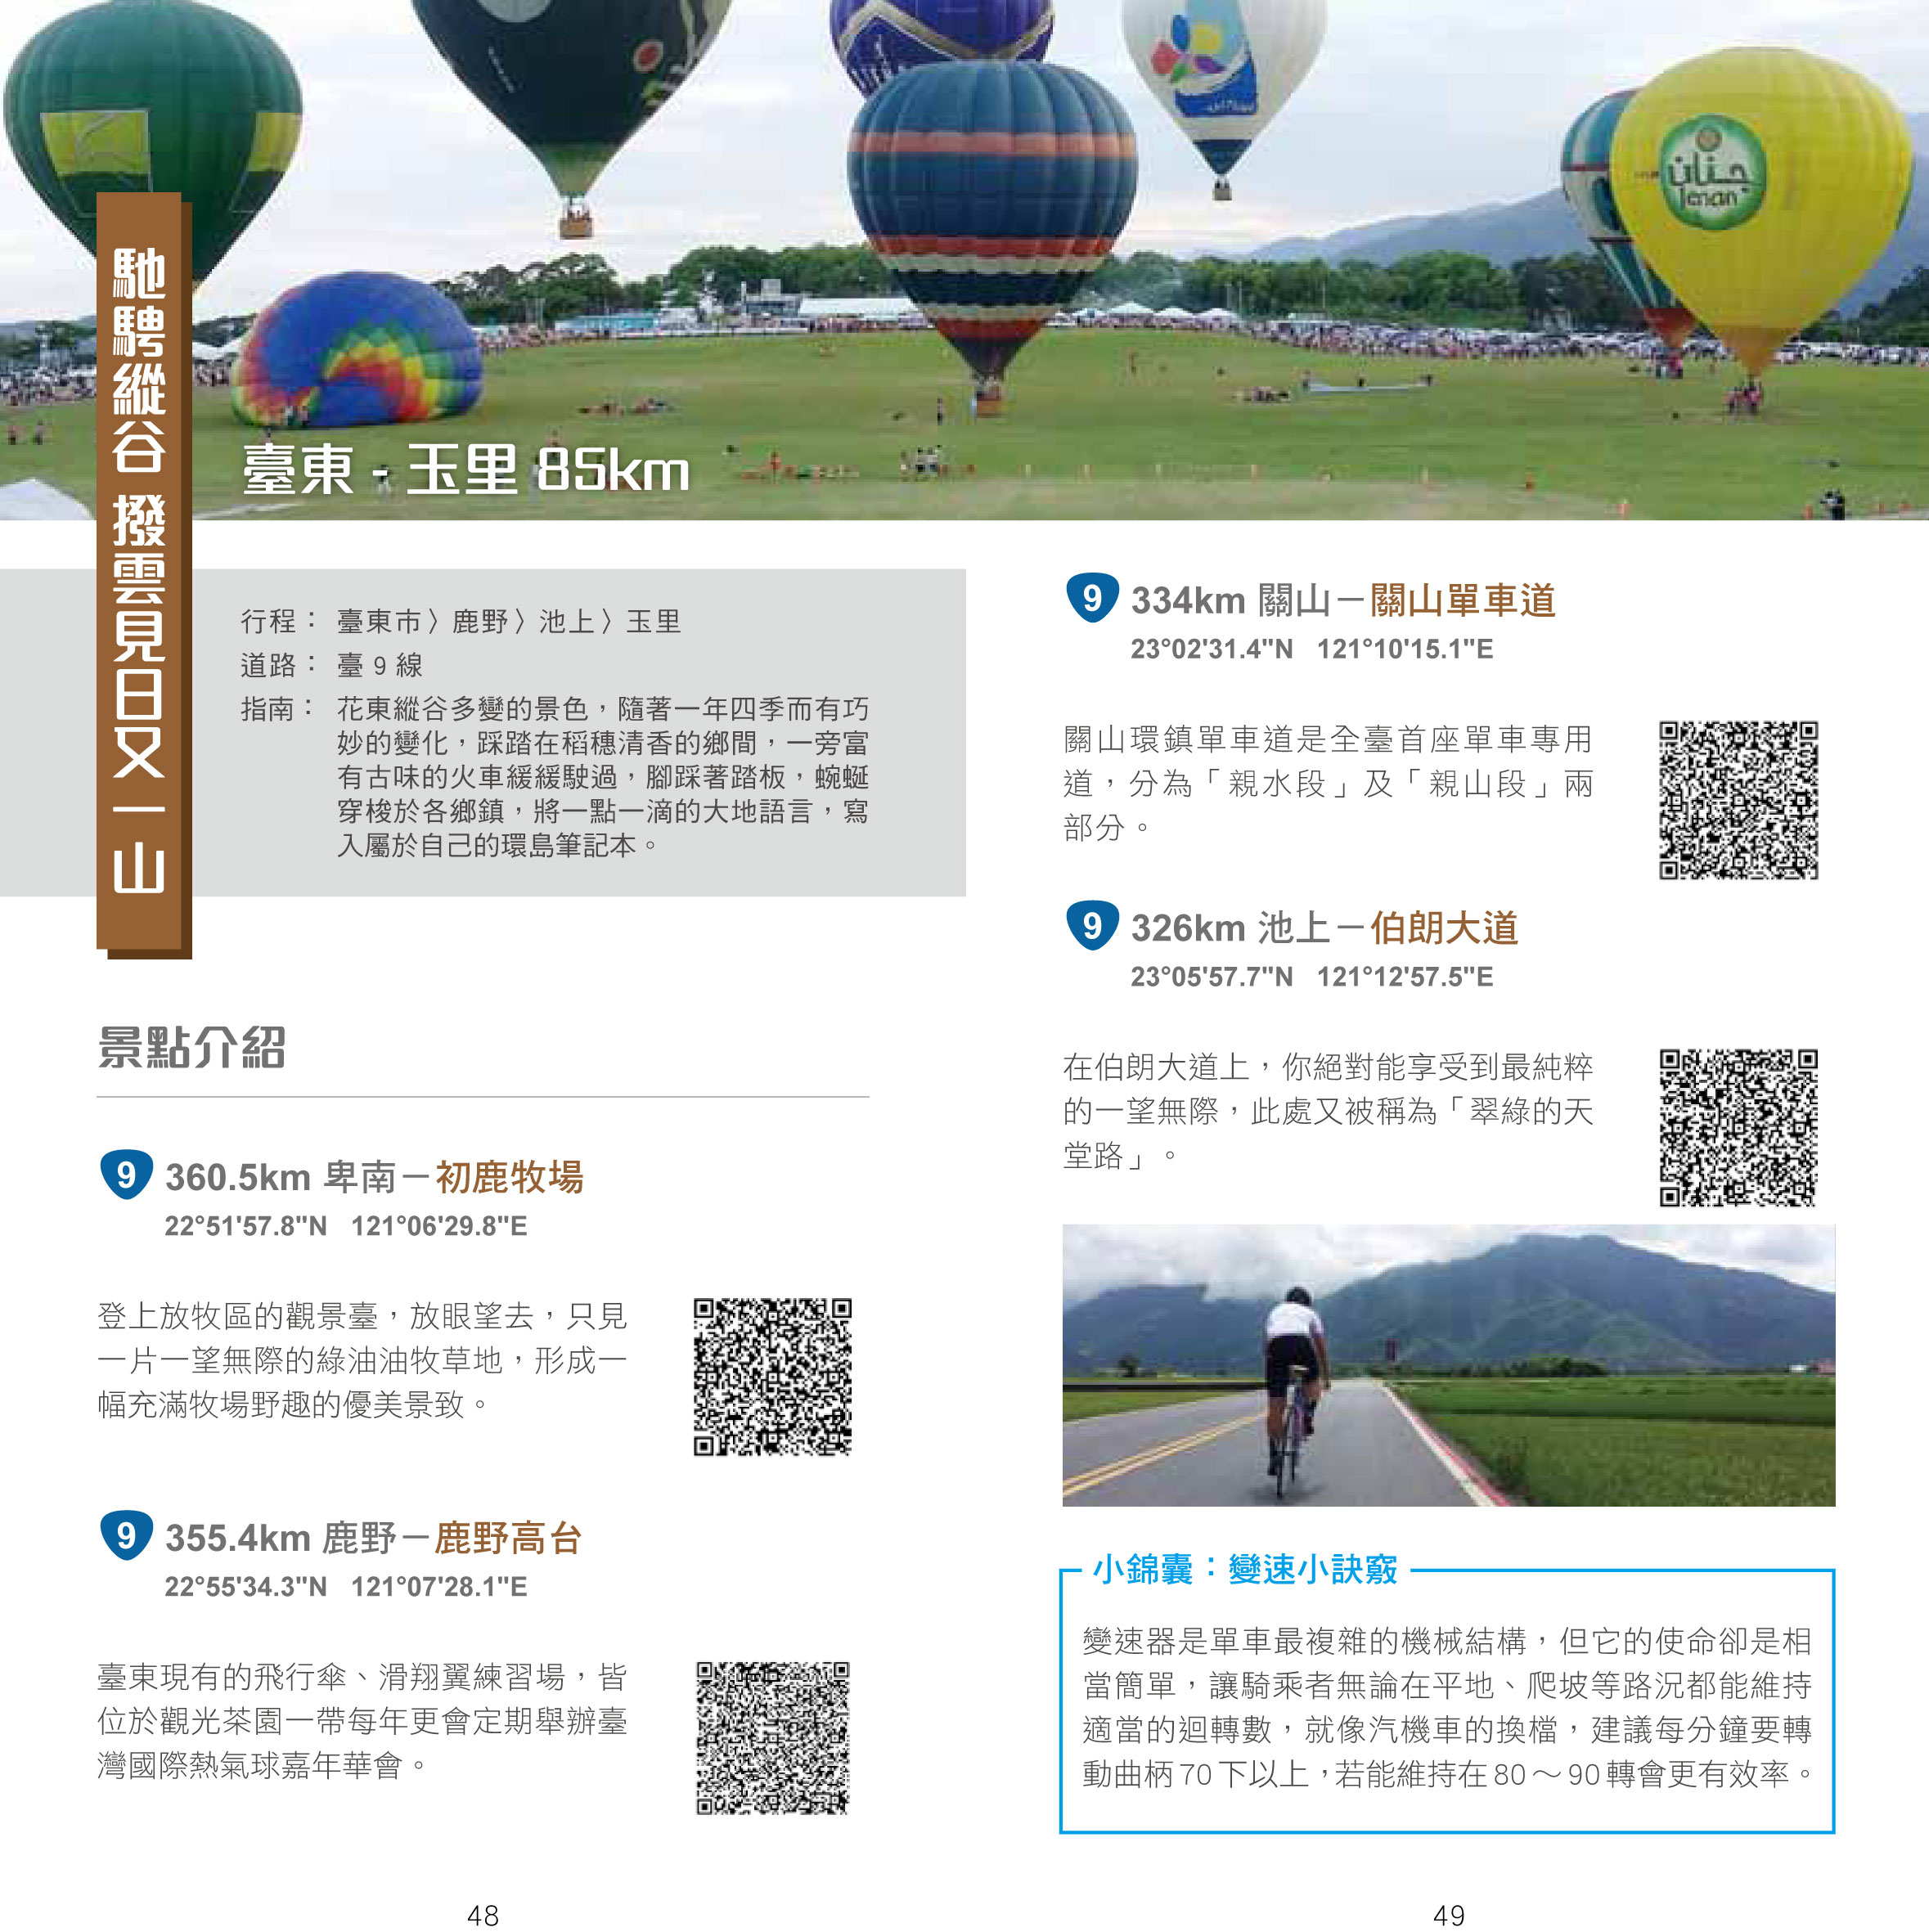 馳騁縱谷 撥雲見日又一山
臺東 - 玉里 85km
行程： 臺東市〉鹿野〉池上〉玉里
道路： 臺 9 線
指南： 花東縱谷多變的景色，隨著一年四季而有巧
妙的變化，踩踏在稻穗清香的鄉間，一旁富
有古味的火車緩緩駛過，腳踩著踏板，蜿蜒
穿梭於各鄉鎮，將一點一滴的大地語言，寫
入屬於自己的環島筆記本。
景點介紹
9 360.5km 卑南－初鹿牧場
22°51'57.8"N 121°06'29.8"E
登上放牧區的觀景臺，放眼望去，只見
一片一望無際的綠油油牧草地，形成一
幅充滿牧場野趣的優美景致。
9 355.4km 鹿野－鹿野高台
22°55'34.3"N 121°07'28.1"E
臺東現有的飛行傘、滑翔翼練習場，皆
位於觀光茶園一帶每年更會定期舉辦臺
灣國際熱氣球嘉年華會。
48
9 334km 關山－關山單車道
23°02'31.4"N 121°10'15.1"E
關山環鎮單車道是全臺首座單車專用
道，分為「親水段」及「親山段」兩
部分。
9 326km 池上－伯朗大道
23°05'57.7"N 121°12'57.5"E
在伯朗大道上，你絕對能享受到最純粹
的一望無際，此處又被稱為「翠綠的天
堂路」。
小錦囊：變速小訣竅
變速器是單車最複雜的機械結構，但它的使命卻是相
當簡單，讓騎乘者無論在平地、爬坡等路況都能維持
適當的迴轉數，就像汽機車的換檔，建議每分鐘要轉
動曲柄 70 下以上，若能維持在 80～90 轉會更有效率。
49
جنان
Jenan